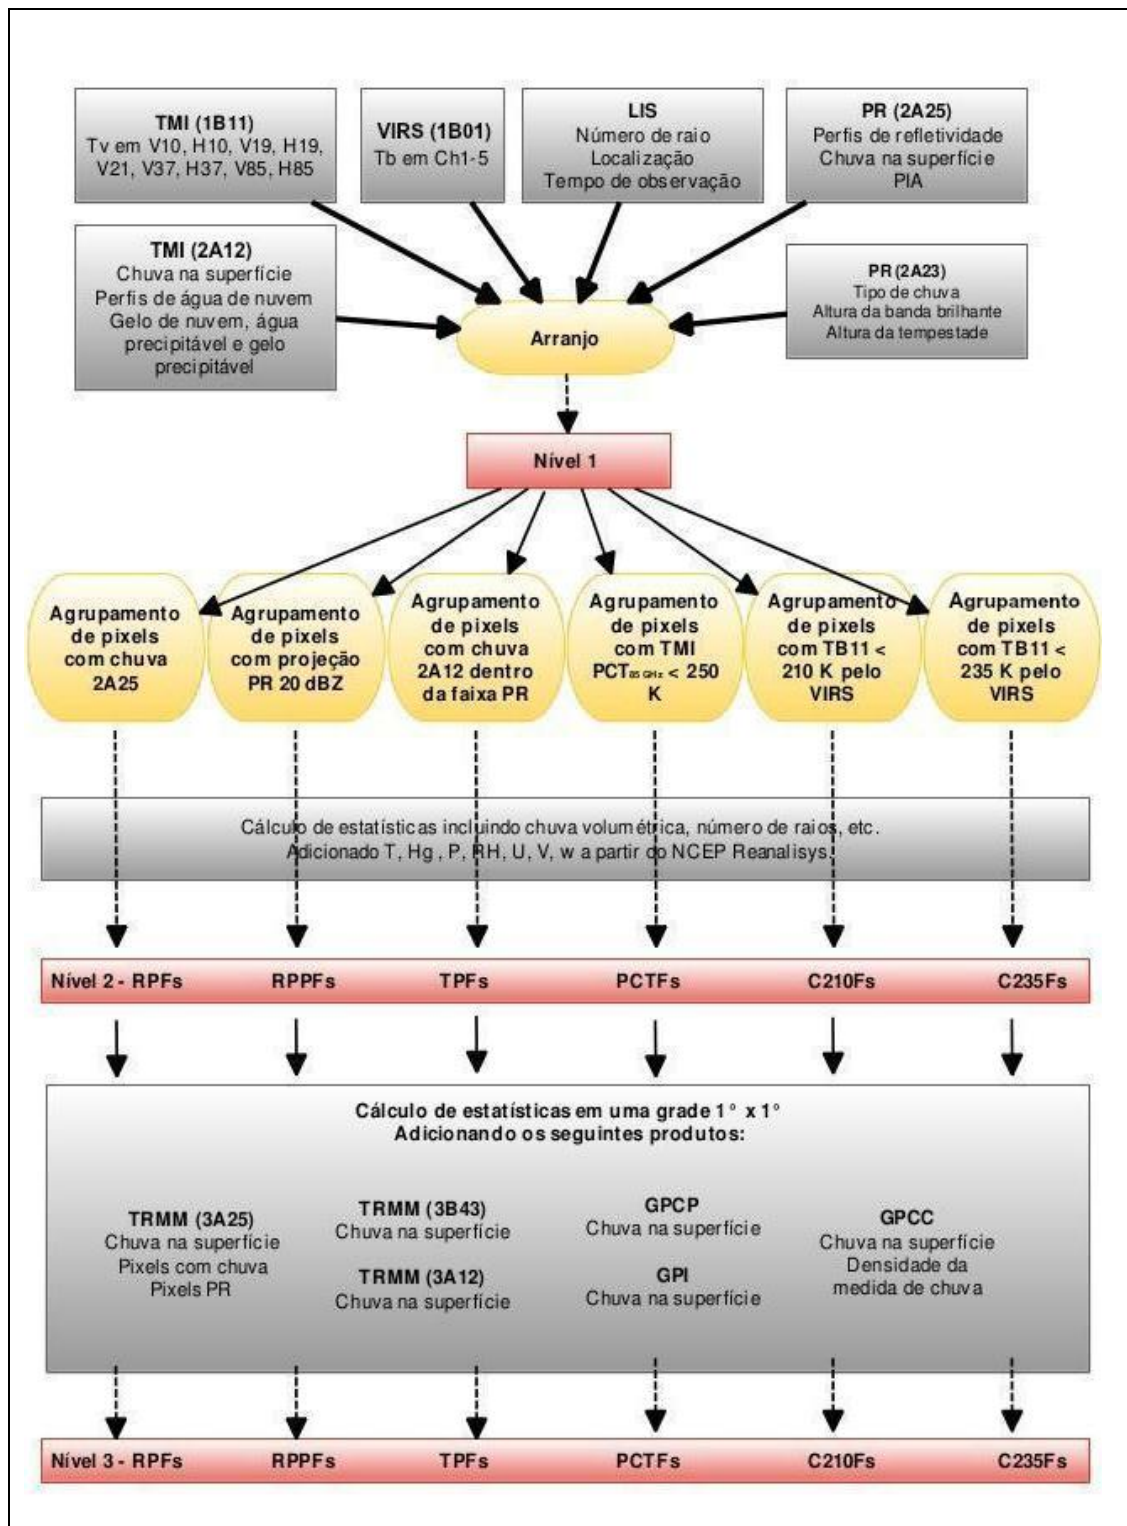 TMI (1B11)
Tv em V10, H10, V19, H19,
V21, V37, H37, V85, H85
VIRS (1B01)
Tb em Ch1-5
LIS
Número de raio
Localização
Tempo de observação
PR (2A25)
Perfis de refletividade
Chuva na superfície
PIA
TMI (2A12)
Chuva na superfície
Perfis de água de nuvem
Gelo de nuvem, água
precipitável e gelo
precipitável
PR (2A23)
Tipo de chuva
Altura da banda brilhante
Altura da tempestade
Arranjo
Nível 1
Agrupamento
de pixels
com chuva
2A25
Agrupamento
de pixels
com projeção
PR 20 dBZ
Agrupamento
de pixels
com chuva
2A12 dentro
da faixa PR
Agrupamento
de pixels
com TMI
PCT85 GHz < 250
K
Agrupamento
de pixels
com TB11 <
210 K pelo
VIRS
Agrupamento
de pixels
com TB11 <
235 K pelo
VIRS
Cálculo de estatísticas incluindo chuva volumétrica, número de raios, etc.
Adicionado T, Hg , P, RH, U, V, w a partir do NCEP Reanalisys.
Nível 2 - RPFs RPPFs TPFs PCTFs C210Fs C235Fs
Cálculo de estatísticas em uma grade 1° x 1°
Adicionando os seguintes produtos:
TRMM (3A25)
Chuva na superfície
Pixels com chuva
Pixels PR
TRMM (3B43)
Chuva na superfície
TRMM (3A12)
Chuva na superfície
GPCP
Chuva na superfície
GPI
Chuva na superfície
GPCC
Chuva na superfície
Densidade da
medida de chuva
Nível 3 - RPFs RPPFs TPFs PCTFs C210Fs C235Fs